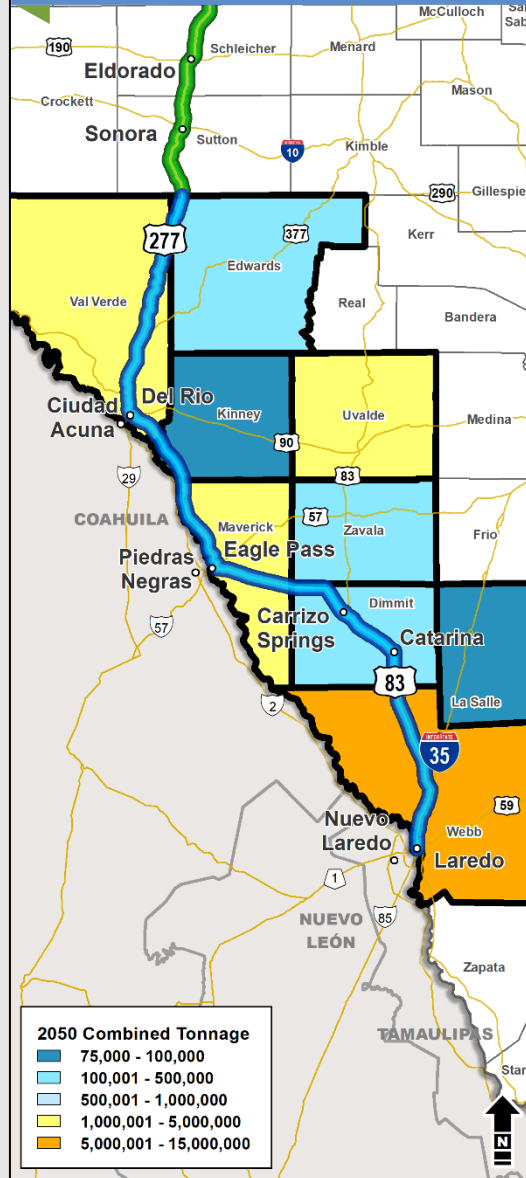 McCulloch
190
Schleicher
Menard
Eldorado
Mason
Crockett
Sonora
Sutton
10
Kimble
290
Gillespie
277
377
Kerr
Edwards
Val Verde
Real
Bandera
Del Rio
Ciudad
Acuna
Kinney
Uvalde
Medina
90
29
83
COAHUILA
57
Maverick
Zavala
Frio
Eagle Pass
Piedras
Negras
Dimmit
Carrizo
Springs
57
Catarina
83
La Salle
2
INTERSTATE
35
59
Nuevo
Laredo
Webb
Laredo
1
85
NUEVO
LEÓN
Zapata
TAMAULIPAS
2050 Combined Tonnage
75,000 - 100,000
100,001 - 500,000
500,001 - 1,000,000
1,000,001 - 5,000,000
5,000,001 - 15,000,000
Star
N